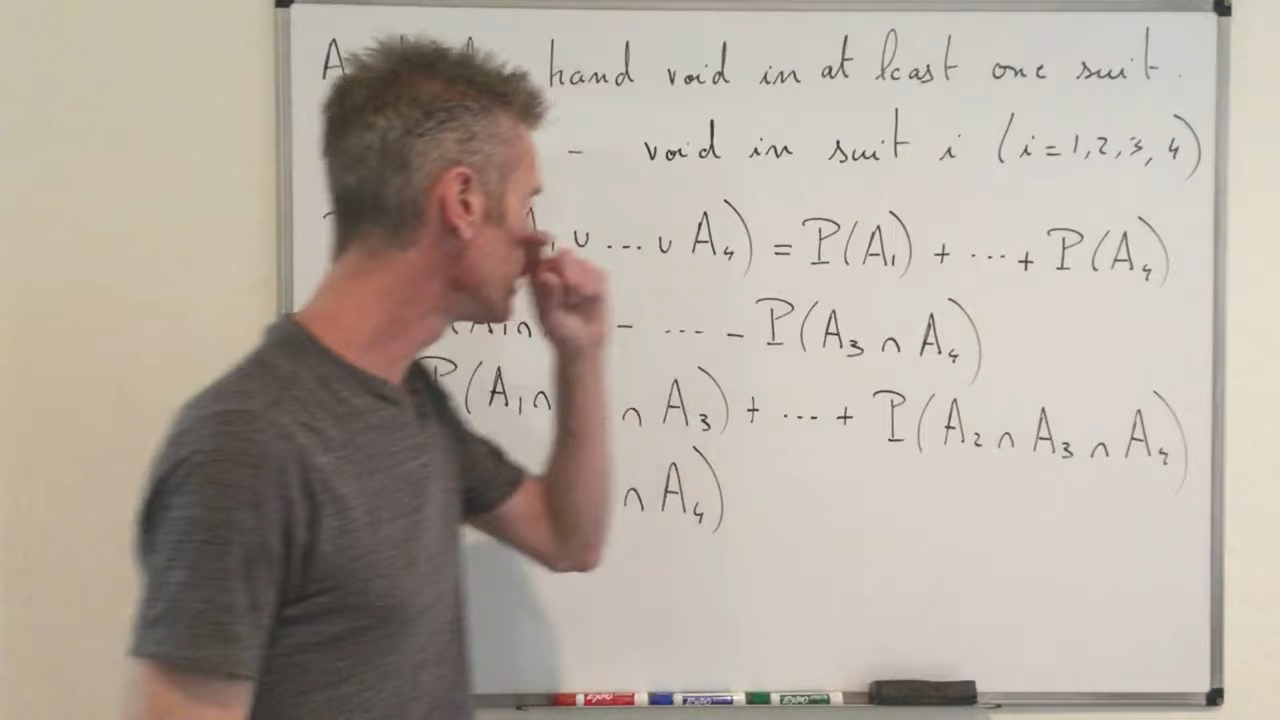 A hand void in at least one suit.
- void in suit i (i=1,2,3,4)
∪ ... ∪ A₄) = P(A₁) + ... + P(A₄)
- .... - P(A₃ ∩ A₄)
P(A₁ ∩ ∩ A₃) + ... + P(A₂ ∩ A₃ ∩ A₄)
∩ A₄)